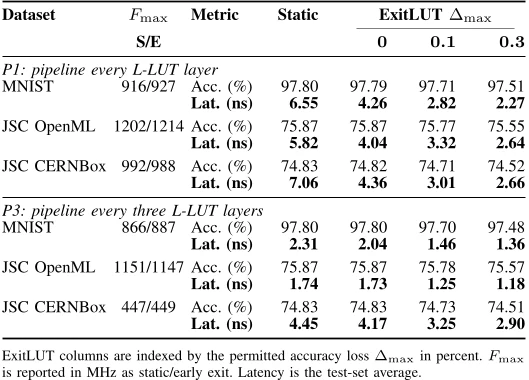 Dataset F_max Metric Static ExitLUT Δ_max
S/E 0 0.1 0.3
P1: pipeline every L-LUT layer
MNIST 916/927 Acc. (%) 97.80 97.79 97.71 97.51
Lat. (ns) 6.55 4.26 2.82 2.27
JSC OpenML 1202/1214 Acc. (%) 75.87 75.87 75.77 75.55
Lat. (ns) 5.82 4.04 3.32 2.64
JSC CERNBox 992/988 Acc. (%) 74.83 74.82 74.71 74.52
Lat. (ns) 7.06 4.36 3.01 2.66
P3: pipeline every three L-LUT layers
MNIST 866/887 Acc. (%) 97.80 97.80 97.70 97.48
Lat. (ns) 2.31 2.04 1.46 1.36
JSC OpenML 1151/1147 Acc. (%) 75.87 75.87 75.78 75.57
Lat. (ns) 1.74 1.73 1.25 1.18
JSC CERNBox 447/449 Acc. (%) 74.83 74.83 74.73 74.51
Lat. (ns) 4.45 4.17 3.25 2.90
ExitLUT columns are indexed by the permitted accuracy loss Δ_max in percent. F_max
is reported in MHz as static/early exit. Latency is the test-set average.